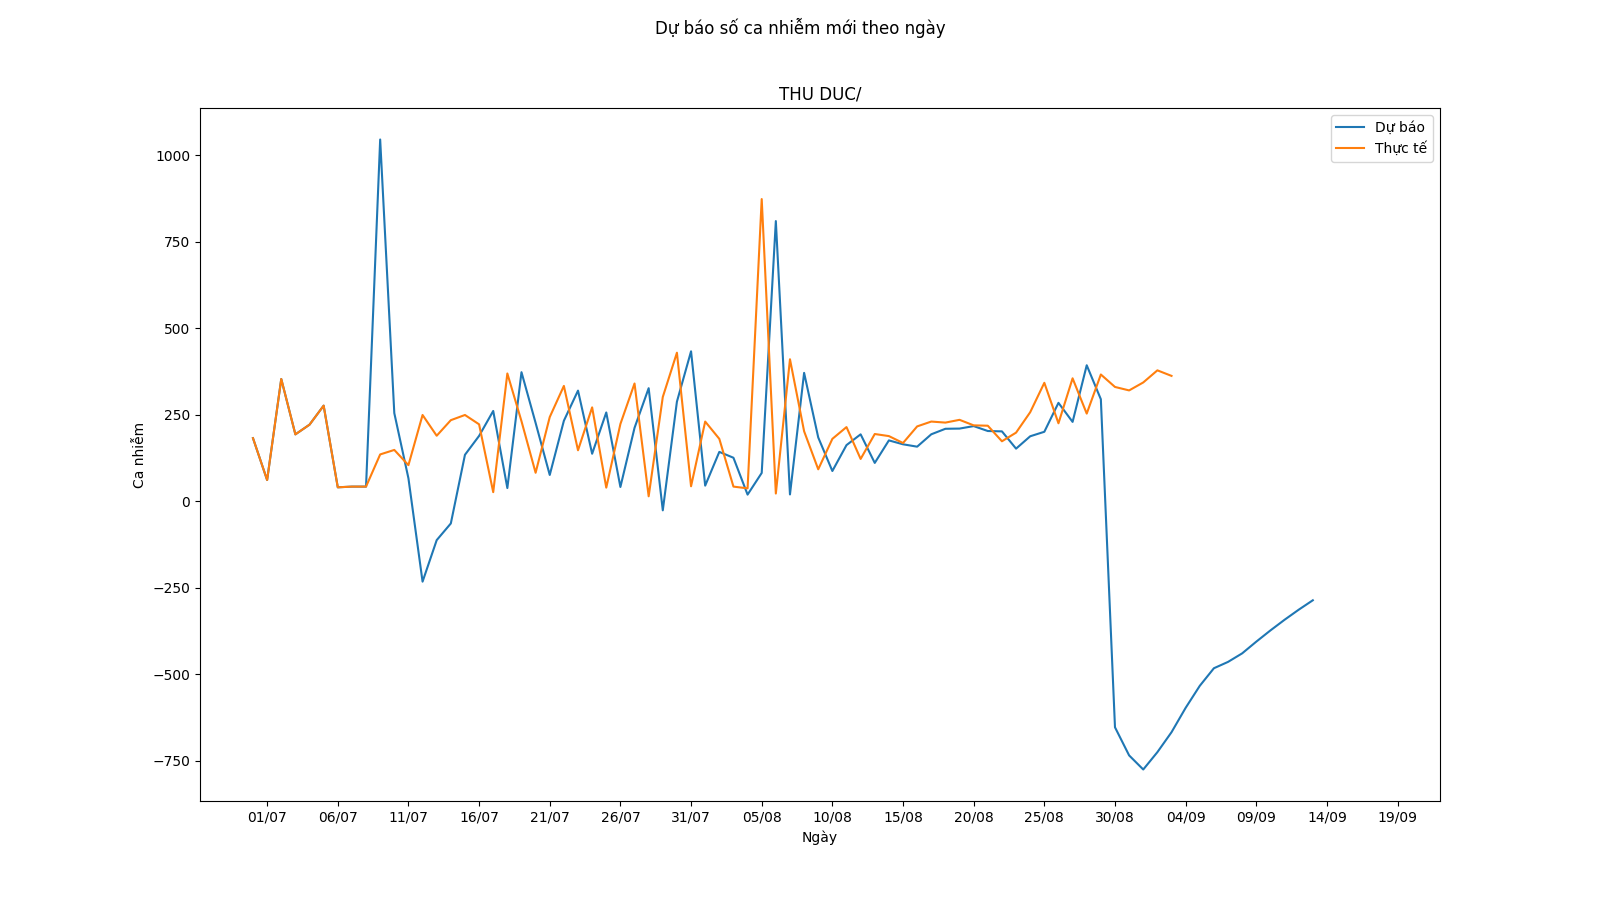 Dự báo số ca nhiễm mới theo ngày
THU DUC/
Dự báo
Thực tế
1000
750
500
250
0
−250
−500
−750
Ca nhiễm
01/07 06/07 11/07 16/07 21/07 26/07 31/07 05/08 10/08 15/08 20/08 25/08 30/08 04/09 09/09 14/09 19/09
Ngày